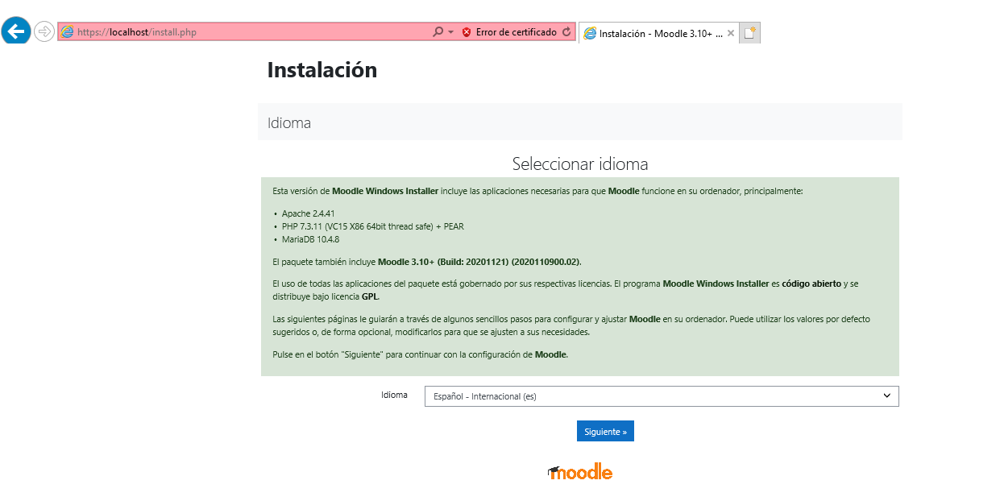 https://localhost/install.php
Error de certificado
Instalación - Moodle 3.10+ ...
Instalación
Idioma
Seleccionar idioma
Esta versión de Moodle Windows Installer incluye las aplicaciones necesarias para que Moodle funcione en su ordenador, principalmente:
• Apache 2.4.41
• PHP 7.3.11 (VC15 X86 64bit thread safe) + PEAR
• MariaDB 10.4.8
El paquete también incluye Moodle 3.10+ (Build: 20201121) (2020110900.02).
El uso de todas las aplicaciones del paquete está gobernado por sus respectivas licencias. El programa Moodle Windows Installer es código abierto y se
distribuye bajo licencia GPL.
Las siguientes páginas le guiarán a través de algunos sencillos pasos para configurar y ajustar Moodle en su ordenador. Puede utilizar los valores por defecto
sugeridos o, de forma opcional, modificarlos para que se ajusten a sus necesidades.
Pulse en el botón "Siguiente" para continuar con la configuración de Moodle.
Idioma
Español - Internacional (es)
Siguiente »
moodle